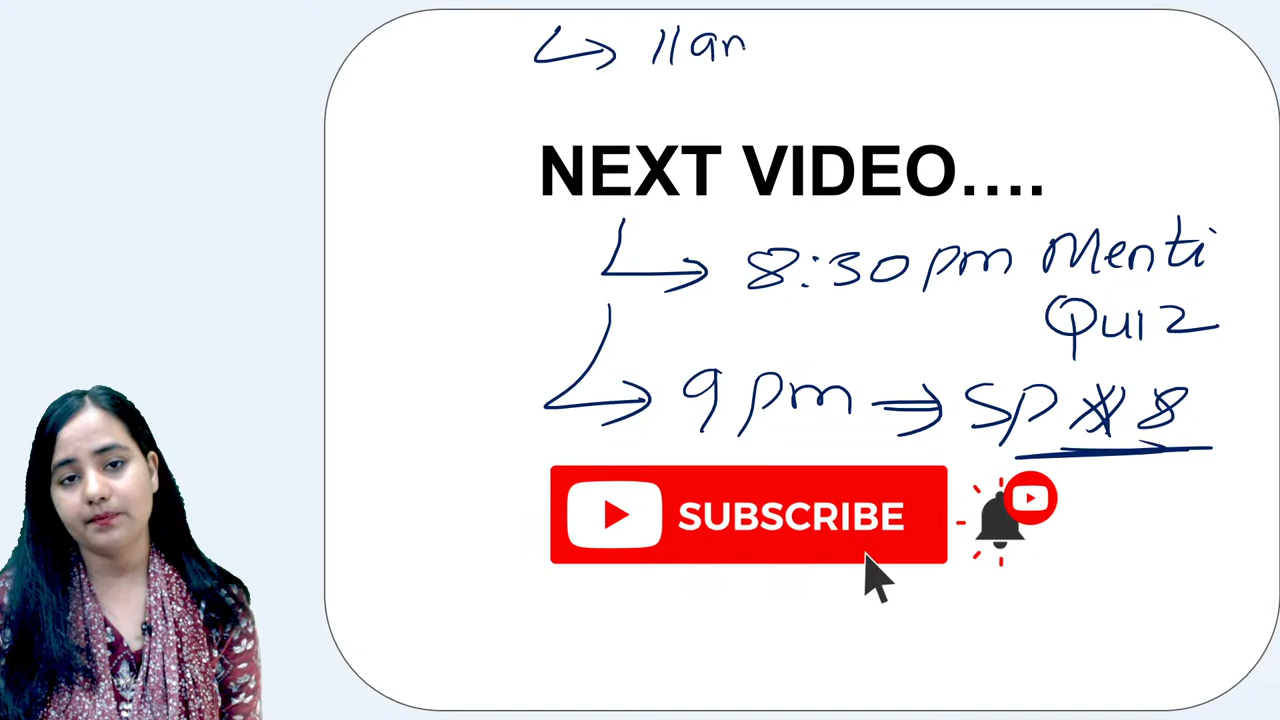 ↳ 11am
NEXT VIDEO....
↳ 8:30pm Menti
Quiz
↳ 9pm ⇒ SP 8
SUBSCRIBE